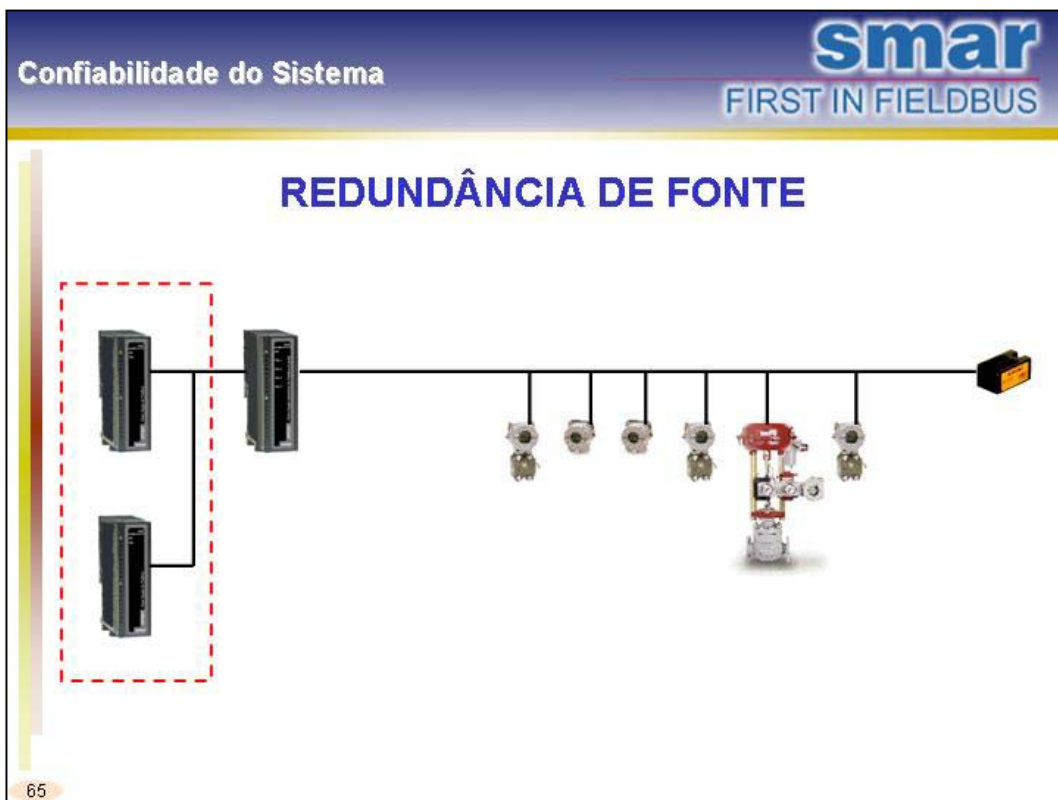 Confiabilidade do Sistema
smar
FIRST IN FIELDBUS
REDUNDÂNCIA DE FONTE
65